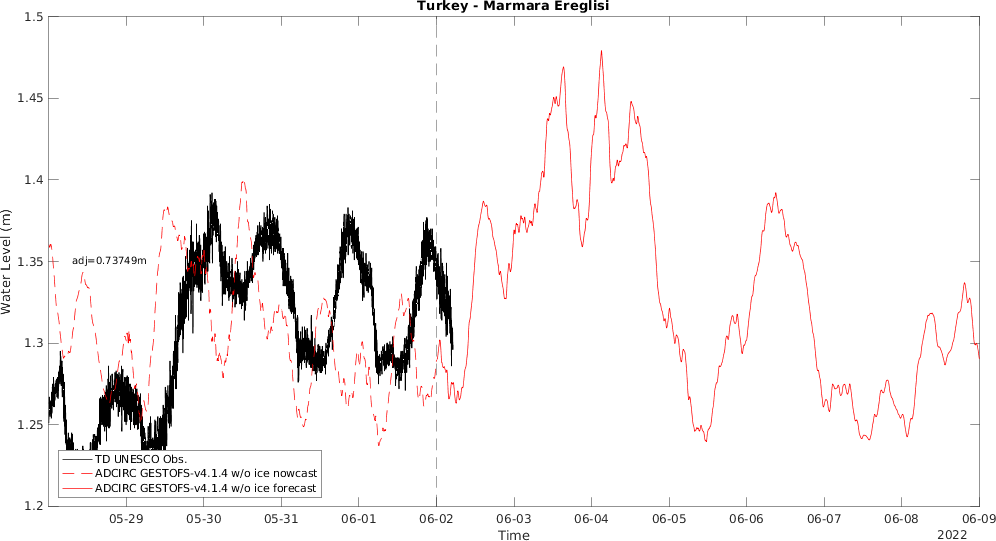 Turkey - Marmara Ereglisi
1.5
1.45
1.4
1.35
1.3
1.25
1.2
Water Level (m)
adj=0.73749m
TD UNESCO Obs.
ADCIRC GESTOFS-v4.1.4 w/o ice nowcast
ADCIRC GESTOFS-v4.1.4 w/o ice forecast
05-29 05-30 05-31 06-01 06-02 06-03 06-04 06-05 06-06 06-07 06-08 06-09
Time
2022